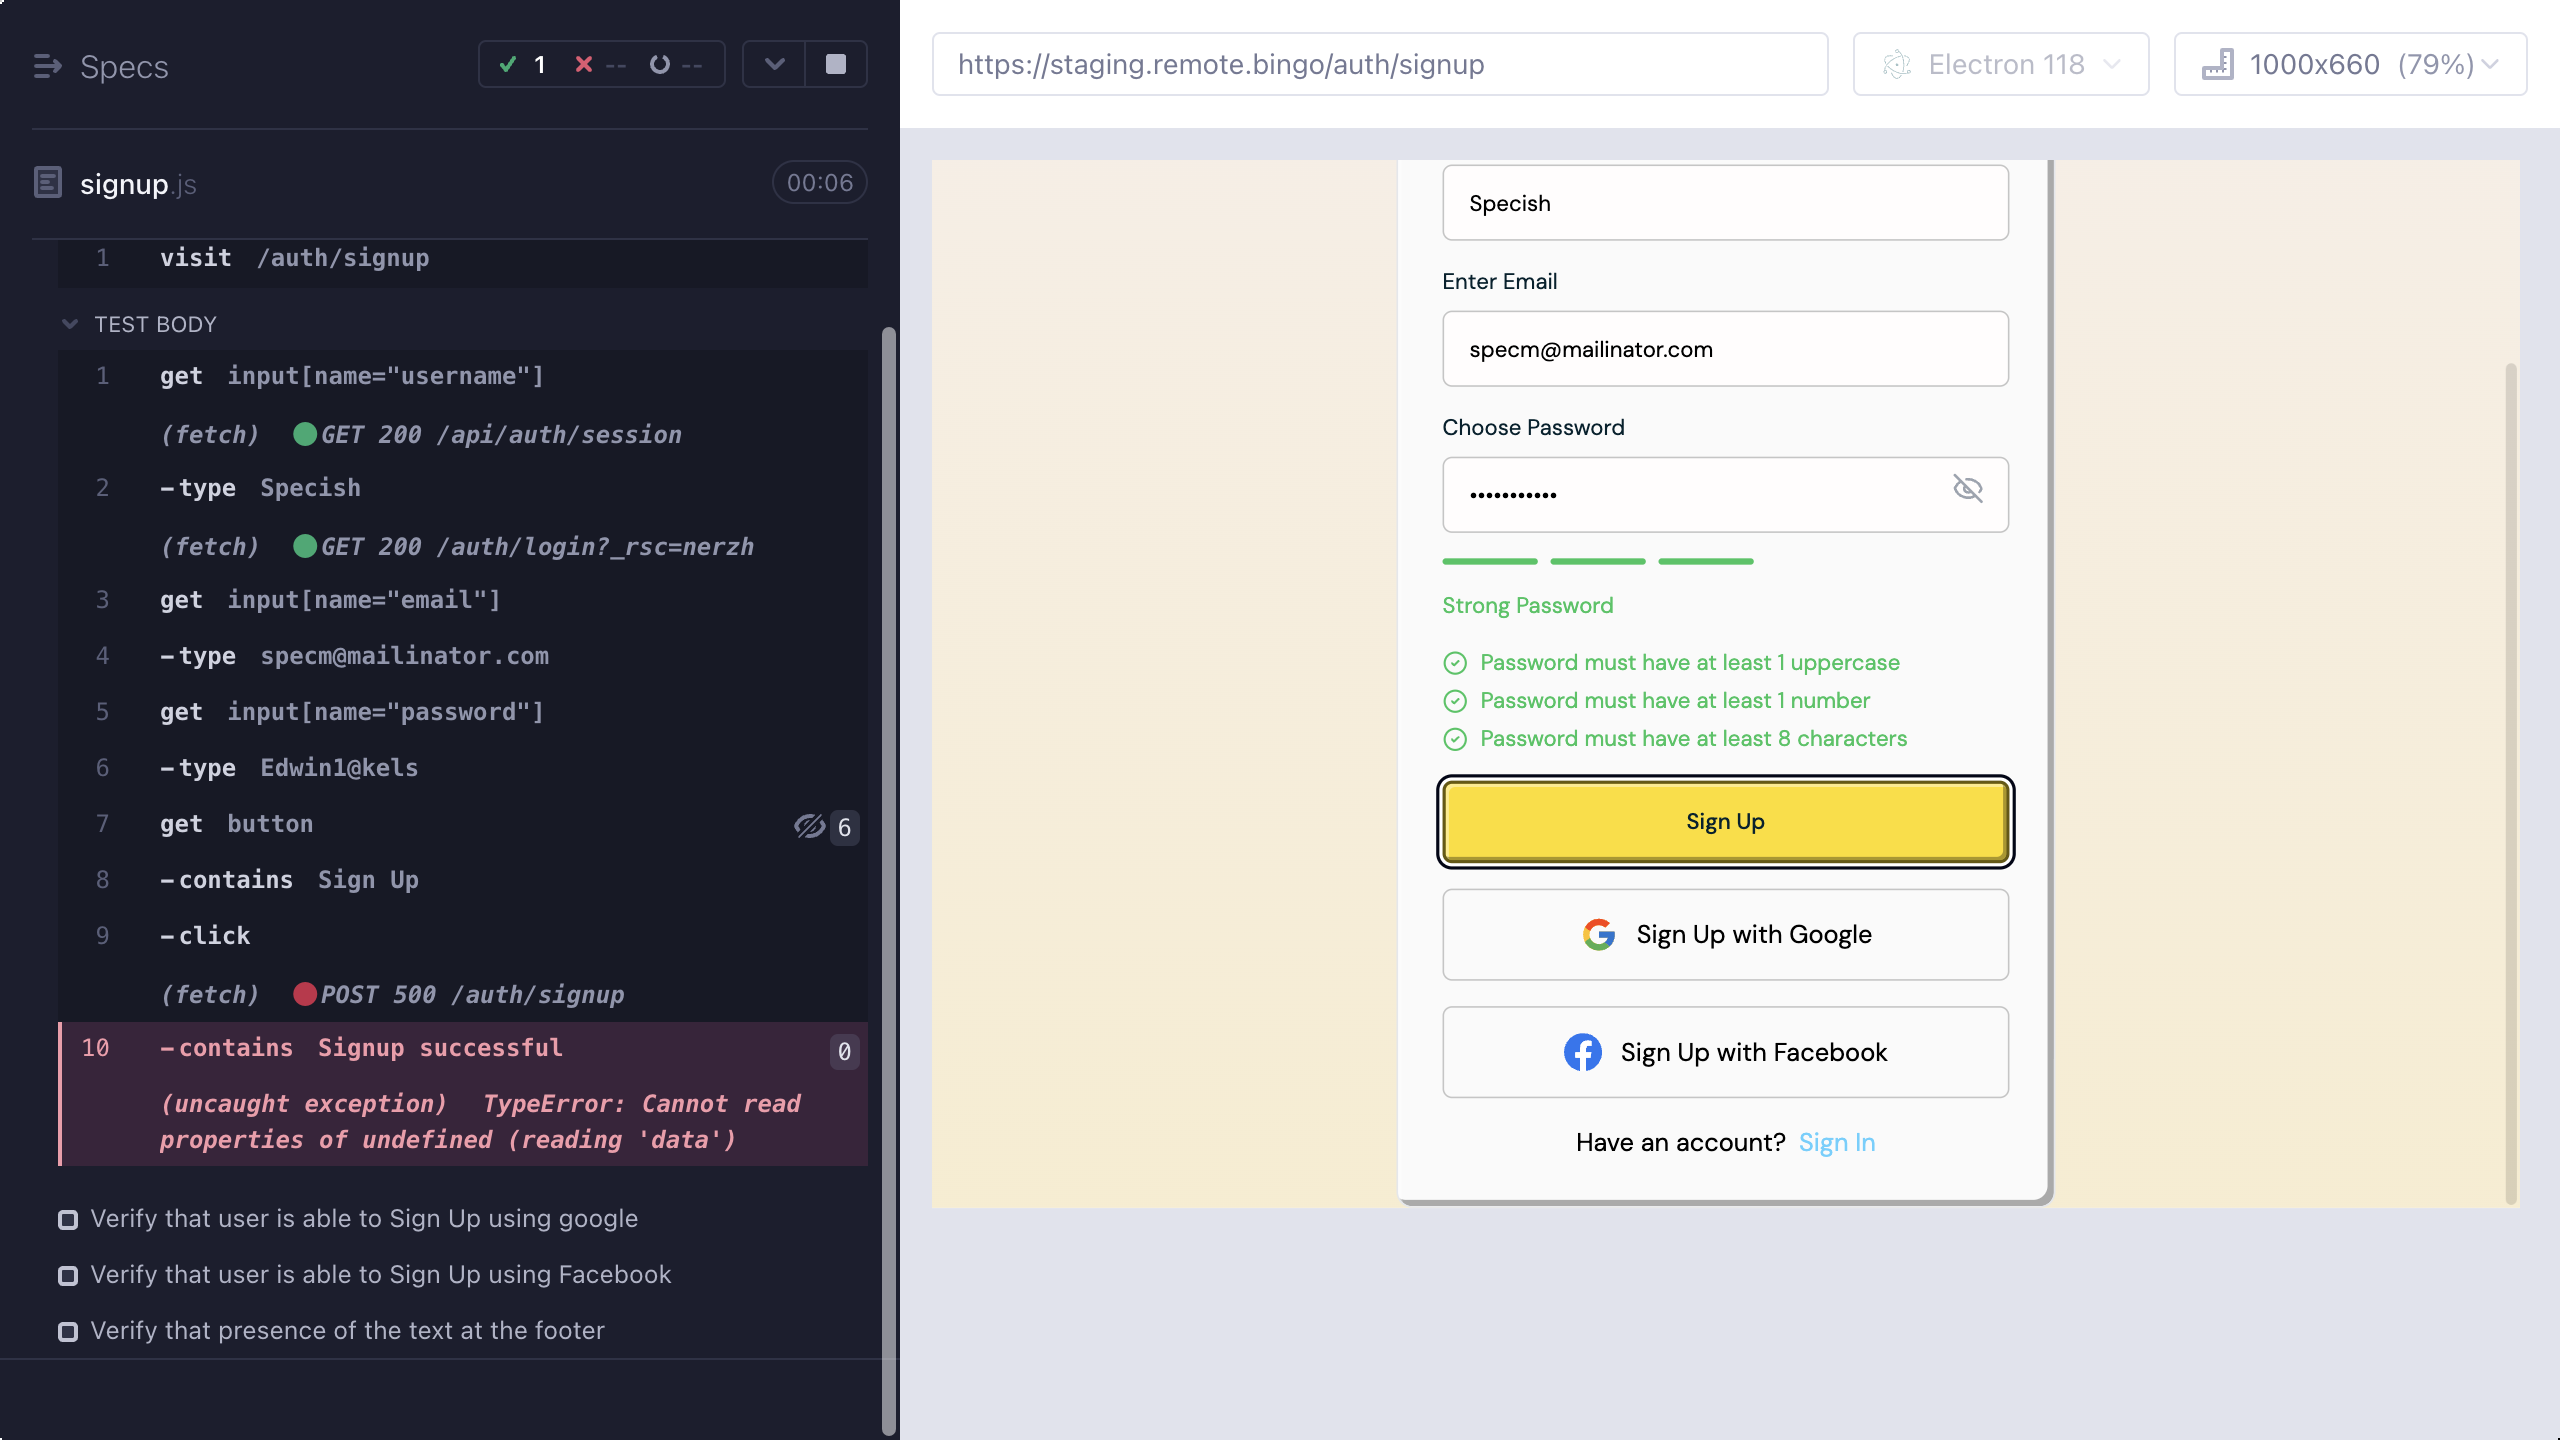 Specs
1 -- --
signup.js
00:06
1 visit /auth/signup
TEST BODY
1 get input[name="username"]
(fetch) GET 200 /api/auth/session
2 -type Specish
(fetch) GET 200 /auth/login?_rsc=nerzh
3 get input[name="email"]
4 -type specm@mailinator.com
5 get input[name="password"]
6 -type Edwin1@kels
7 get button 6
8 -contains Sign Up
9 -click
(fetch) POST 500 /auth/signup
10 -contains Signup successful 0
(uncaught exception) TypeError: Cannot read
properties of undefined (reading 'data')
Verify that user is able to Sign Up using google
Verify that user is able to Sign Up using Facebook
Verify that presence of the text at the footer
https://staging.remote.bingo/auth/signup
Electron 118
1000x660 (79%)
Specish
Enter Email
specm@mailinator.com
Choose Password
•••••••••••
Strong Password
Password must have at least 1 uppercase
Password must have at least 1 number
Password must have at least 8 characters
Sign Up
Sign Up with Google
Sign Up with Facebook
Have an account? Sign In